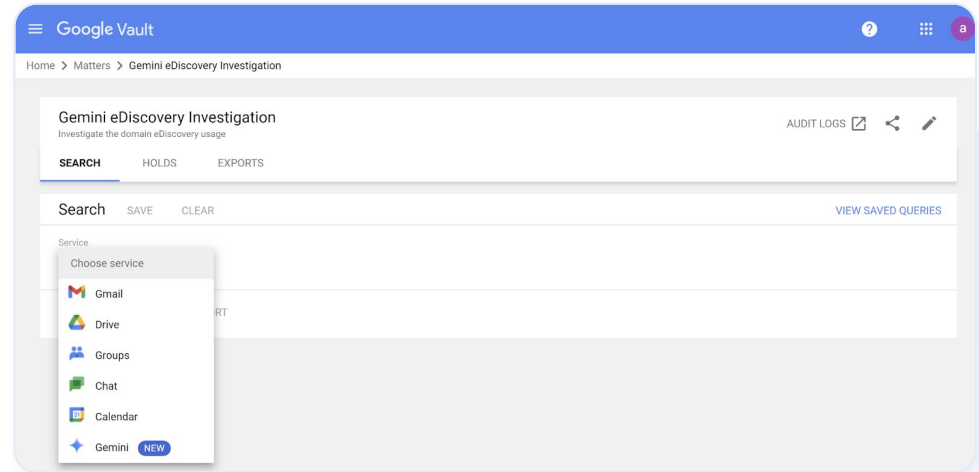 Google Vault
? a
Home > Matters > Gemini eDiscovery Investigation
Gemini eDiscovery Investigation
Investigate the domain eDiscovery usage
AUDIT LOGS
SEARCH HOLDS EXPORTS
Search SAVE CLEAR VIEW SAVED QUERIES
Service
Choose service
Gmail
RT
Drive
Groups
Chat
31 Calendar
Gemini NEW